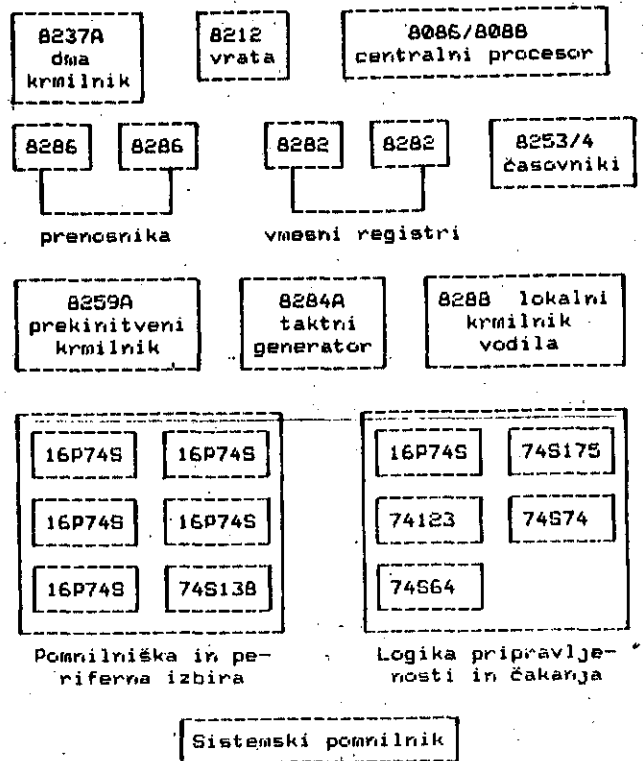 8237A
dma
krmilnik
8212
vrata
8086/8088
centralni procesor
8286
8286
8282
8282
8253/4
časovniki
prenosnika
vmesni registri
8259A
prekinitveni
krmilnik
8284A
taktni
generator
8288 lokalni
krmilnik
vodila
16P74S
16P74S
16P74S
16P74S
16P74S
74S138
16P74S
74S175
74123
74S74
74S64
Pomnilniška in pe-
riferna izbira
Logika pripravlje-
nosti in čakanja
Sistemski pomnilnik